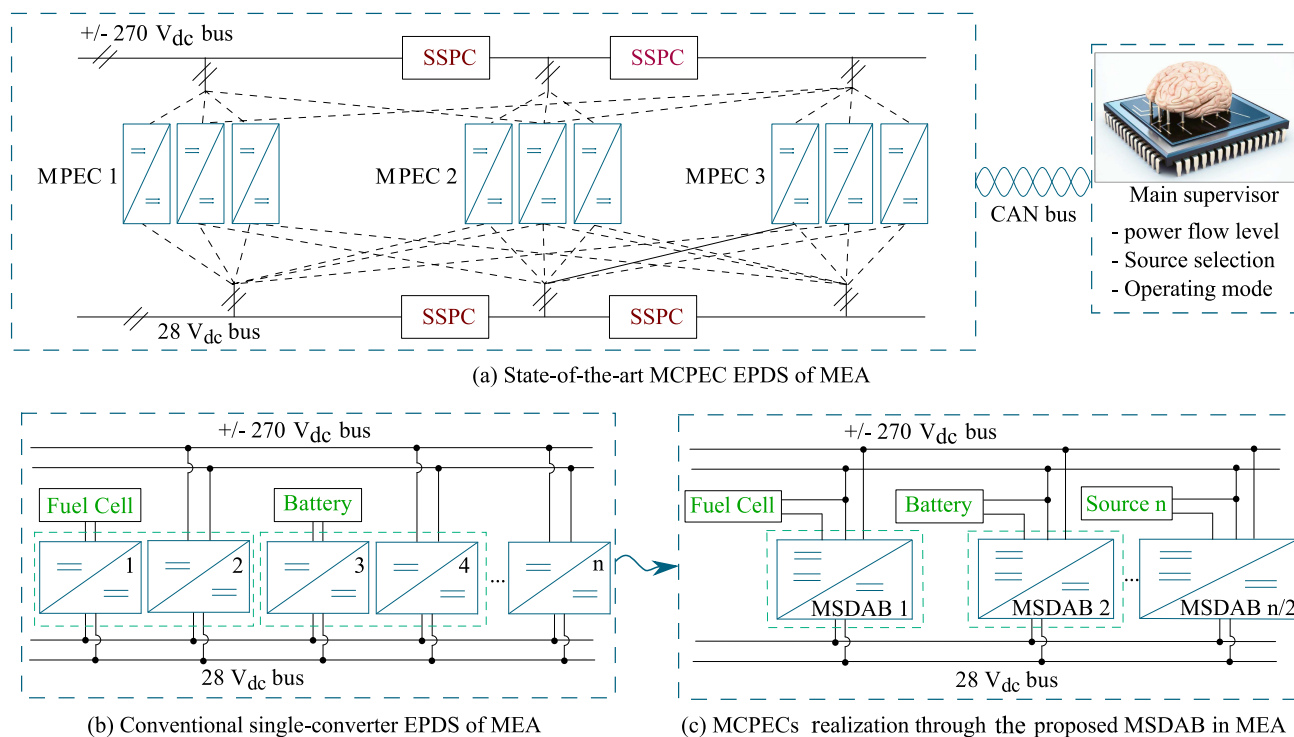 +/- 270 Vdc bus
SSPC
SSPC
MPEC 1
MPEC 2
MPEC 3
CAN bus
Main supervisor
- power flow level
- Source selection
- Operating mode
SSPC
SSPC
28 Vdc bus
(a) State-of-the-art MCPEC EPDS of MEA
+/- 270 Vdc bus
Fuel Cell
Battery
1
2
3
4
...
n
28 Vdc bus
(b) Conventional single-converter EPDS of MEA
+/- 270 Vdc bus
Fuel Cell
Battery
Source n
MSDAB 1
MSDAB 2
...
MSDAB n/2
28 Vdc bus
(c) MCPECs realization through the proposed MSDAB in MEA